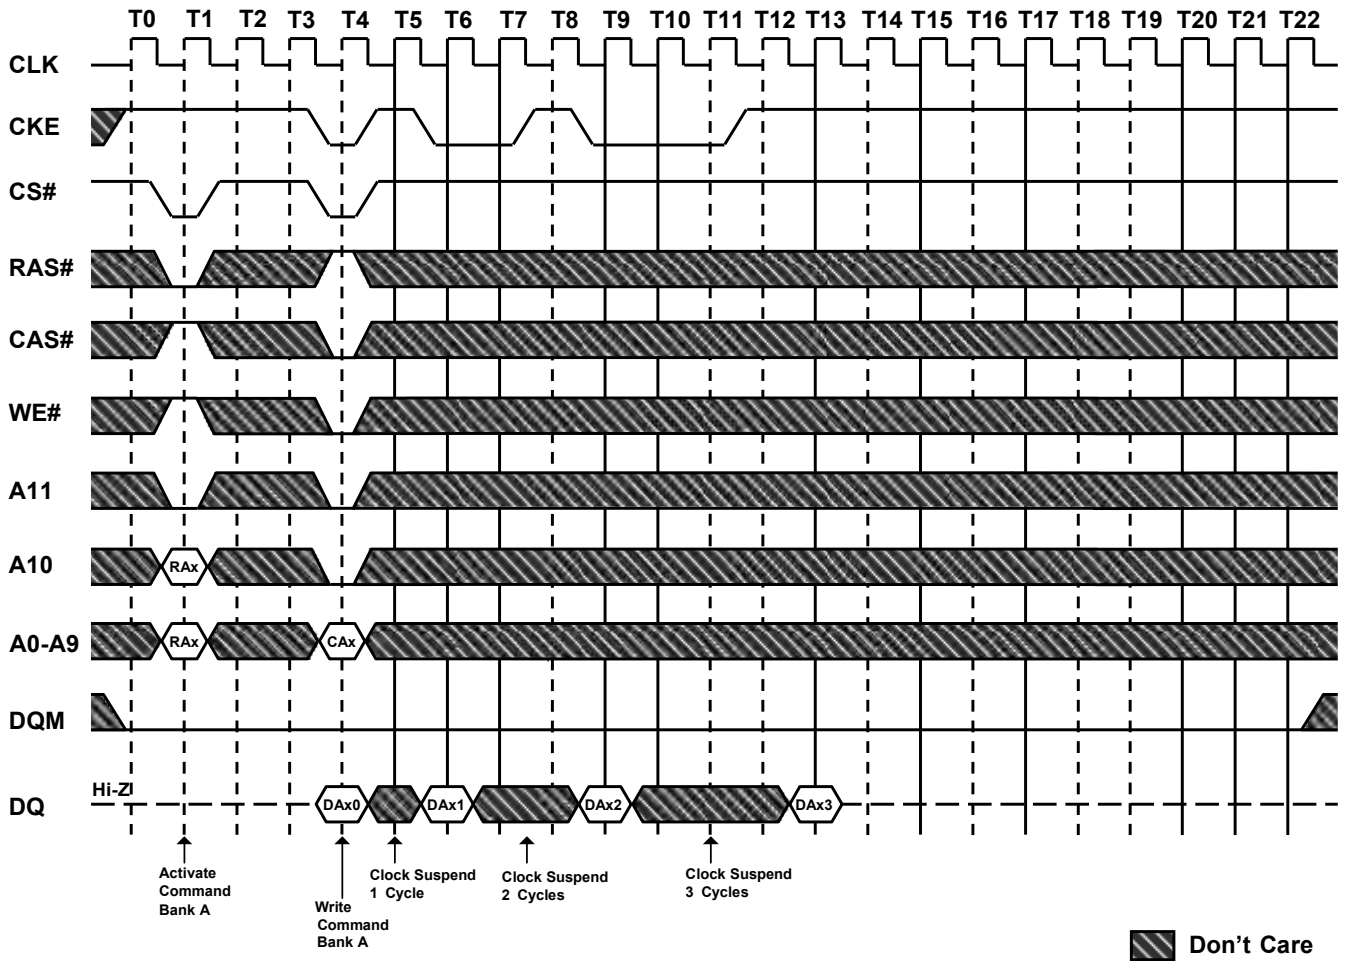 T0 T1 T2 T3 T4 T5 T6 T7 T8 T9 T10 T11 T12 T13 T14 T15 T16 T17 T18 T19 T20 T21 T22
CLK
CKE
CS#
RAS#
CAS#
WE#
A11
A10 RAx
A0-A9 RAx CAx
DQM
Hi-Z
DQ DAx0 DAx1 DAx2 DAx3
Activate
Command
Bank A
Write
Command
Bank A
Clock Suspend
1 Cycle
Clock Suspend
2 Cycles
Clock Suspend
3 Cycles
Don't Care